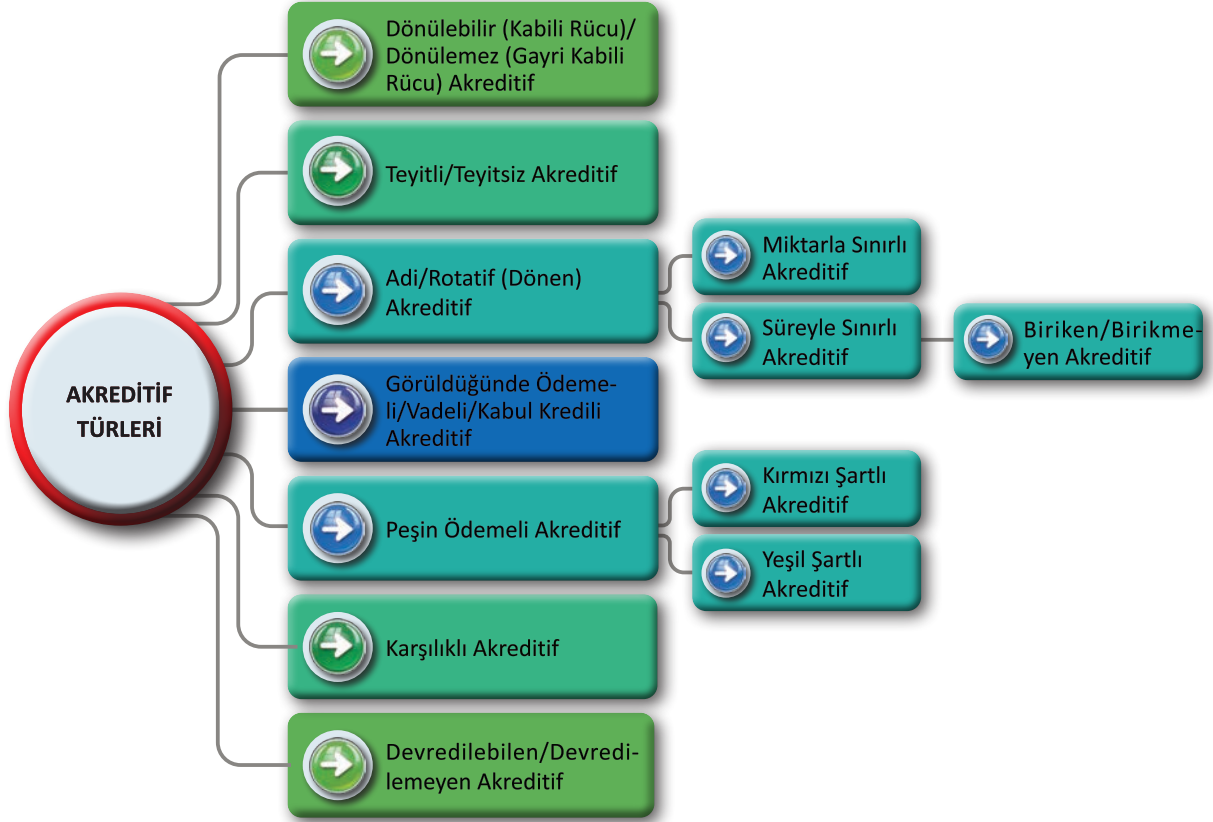 AKREDİTİF
TÜRLERİ
Dönülebilir (Kabili Rücu)/
Dönülemez (Gayri Kabili
Rücu) Akreditif
Teyitli/Teyitsiz Akreditif
Adi/Rotatif (Dönen)
Akreditif
Miktarla Sınırlı
Akreditif
Süreyle Sınırlı
Akreditif
Biriken/Birikme-
yen Akreditif
Görüldüğünde Ödeme-
li/Vadeli/Kabul Kredili
Akreditif
Peşin Ödemeli Akreditif
Kırmızı Şartlı
Akreditif
Yeşil Şartlı
Akreditif
Karşılıklı Akreditif
Devredilebilen/Devredi-
lemeyen Akreditif